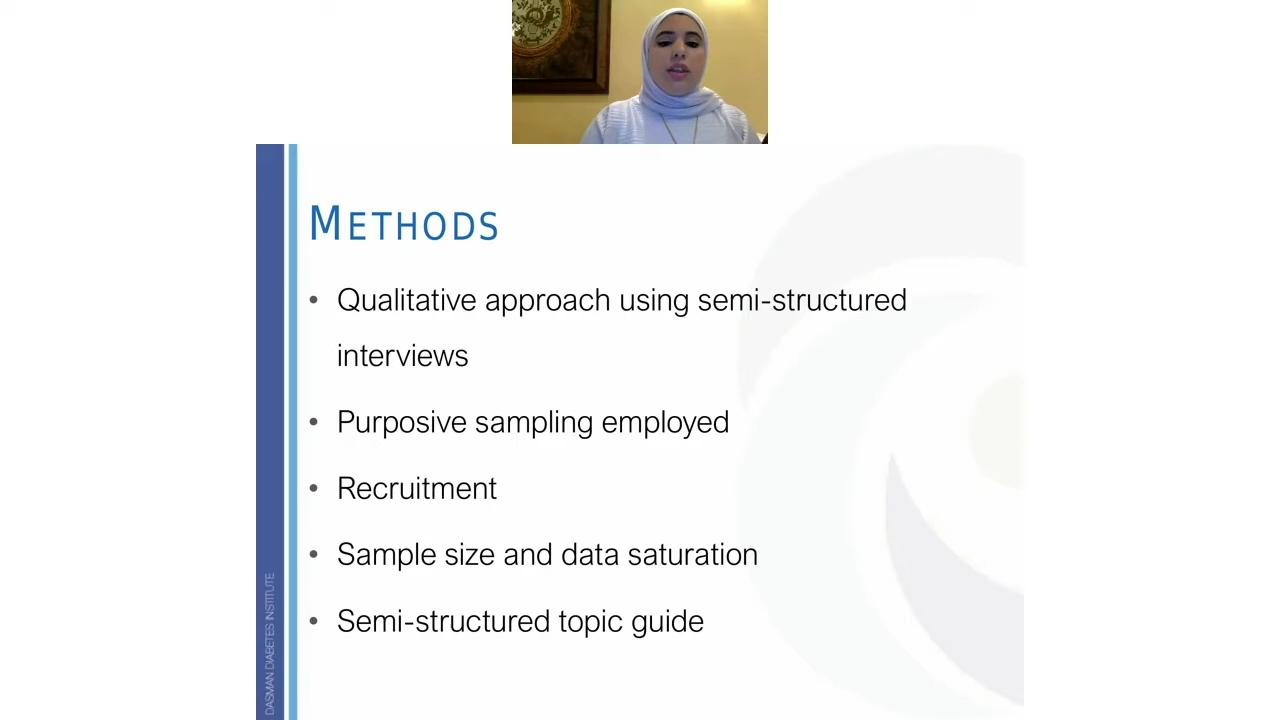 METHODS
• Qualitative approach using semi-structured
interviews
• Purposive sampling employed
• Recruitment
• Sample size and data saturation
• Semi-structured topic guide
DASMAN DIABETES INSTITUTE